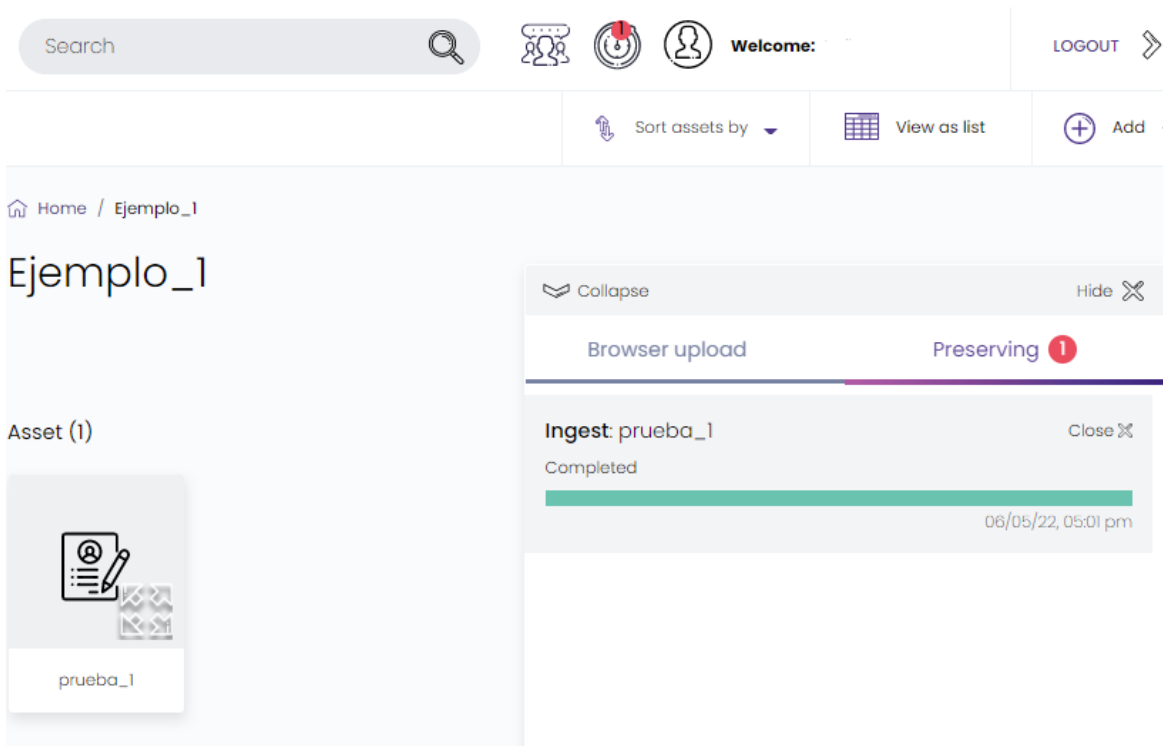 Search
1
Welcome:
LOGOUT
Sort assets by
View as list
Add
Home / Ejemplo_1
Ejemplo_1
Collapse
Hide
Browser upload
Preserving 1
Asset (1)
Ingest: prueba_1
Close
Completed
06/05/22, 05:01 pm
prueba_1